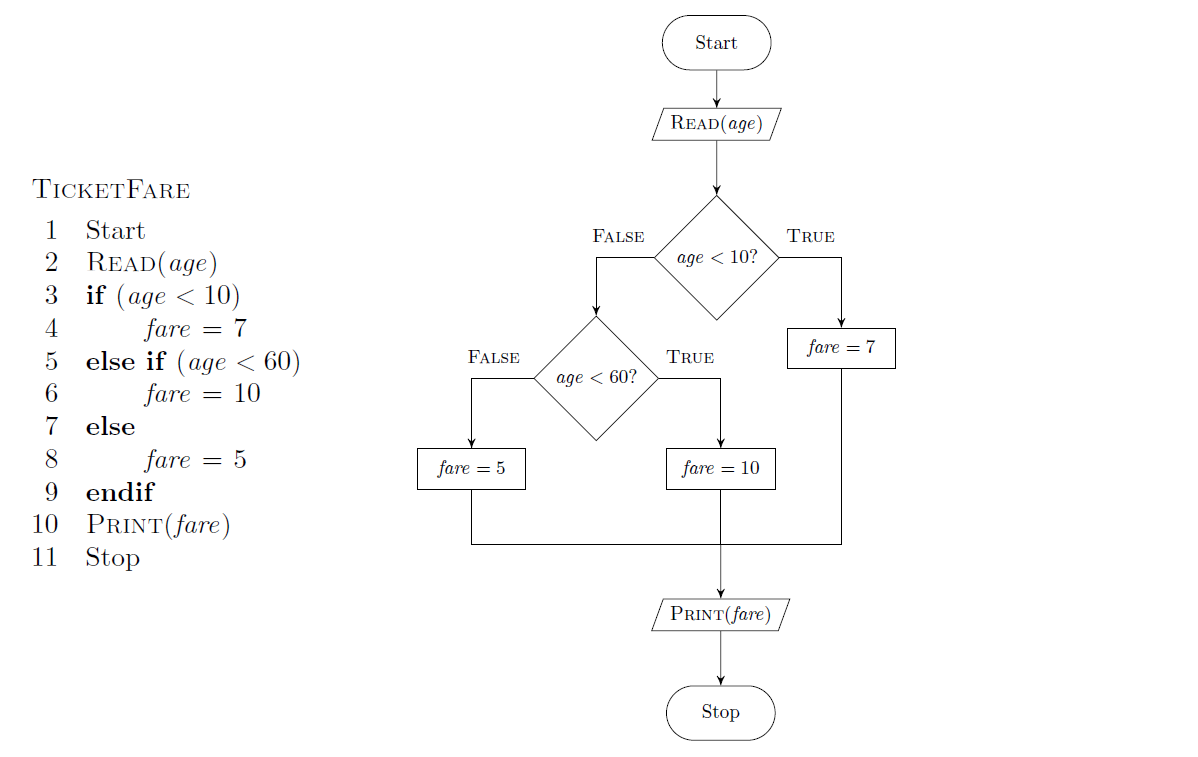 TICKETFARE
1 Start
2 READ(age)
3 if (age < 10)
4 fare = 7
5 else if (age < 60)
6 fare = 10
7 else
8 fare = 5
9 endif
10 PRINT(fare)
11 Stop
Start
READ(age)
FALSE
TRUE
age < 10?
fare = 7
FALSE
TRUE
age < 60?
fare = 5
fare = 10
PRINT(fare)
Stop